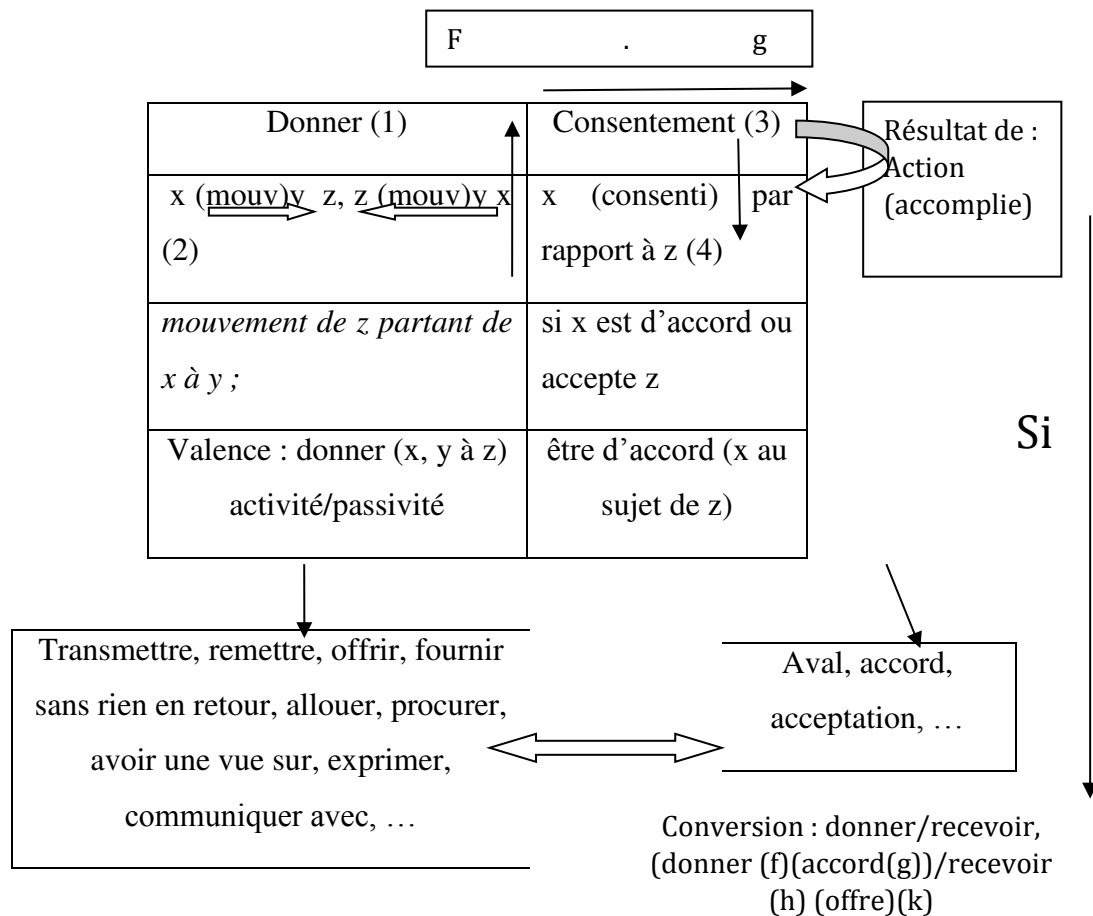 F . g
Donner (1)
Consentement (3)
Résultat de :
Action
(accomplie)
x (mouv)y z, z (mouv)y x
(2)
x (consenti) par
rapport à z (4)
mouvement de z partant de
x à y ;
si x est d’accord ou
accepte z
Si
Valence : donner (x, y à z)
activité/passivité
être d’accord (x au
sujet de z)
Transmettre, remettre, offrir, fournir
sans rien en retour, allouer, procurer,
avoir une vue sur, exprimer,
communiquer avec, …
Aval, accord,
acceptation, …
Conversion : donner/recevoir,
(donner (f)(accord(g))/recevoir
(h) (offre)(k)